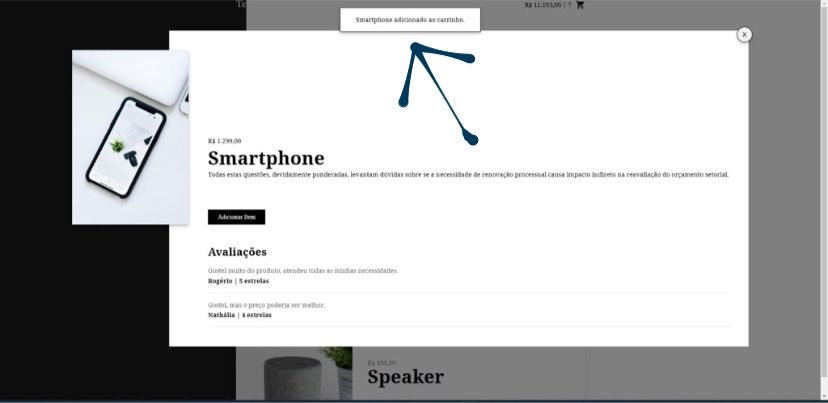 Te
R$ 11.193,00 | 7
Smartphone adicionado ao carrinho.
X
R$ 1.299,00
Smartphone
Todas estas questões, devidamente ponderadas, levantam dúvidas sobre se a necessidade de renovação processual causa impacto indireto na reavaliação do orçamento setorial.
Adicionar Item
Avaliações
Gostei muito do produto, atendeu todas as minhas necessidades.
Rogério | 5 estrelas
Gostei, mas o preço poderia ser melhor.
Nathália | 4 estrelas
R$ 899,00
Speaker